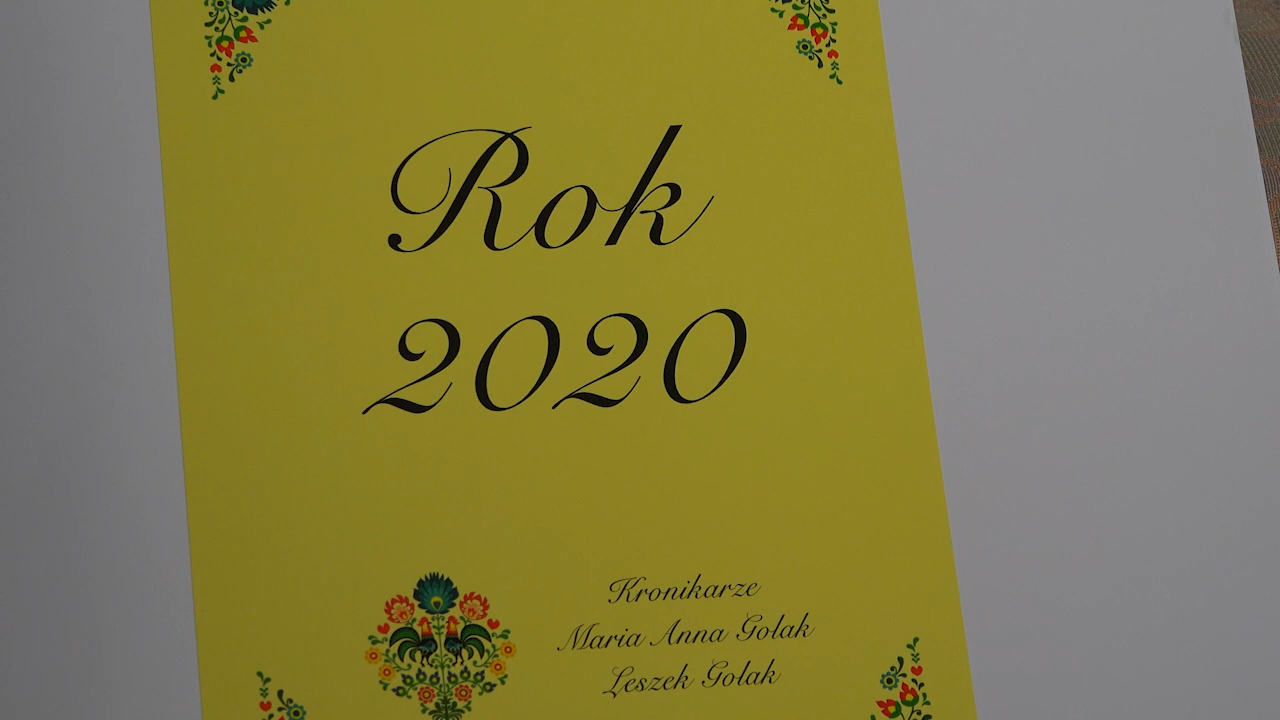 Rok
2020
Kronikarze
Maria Anna Golak
Leszek Golak